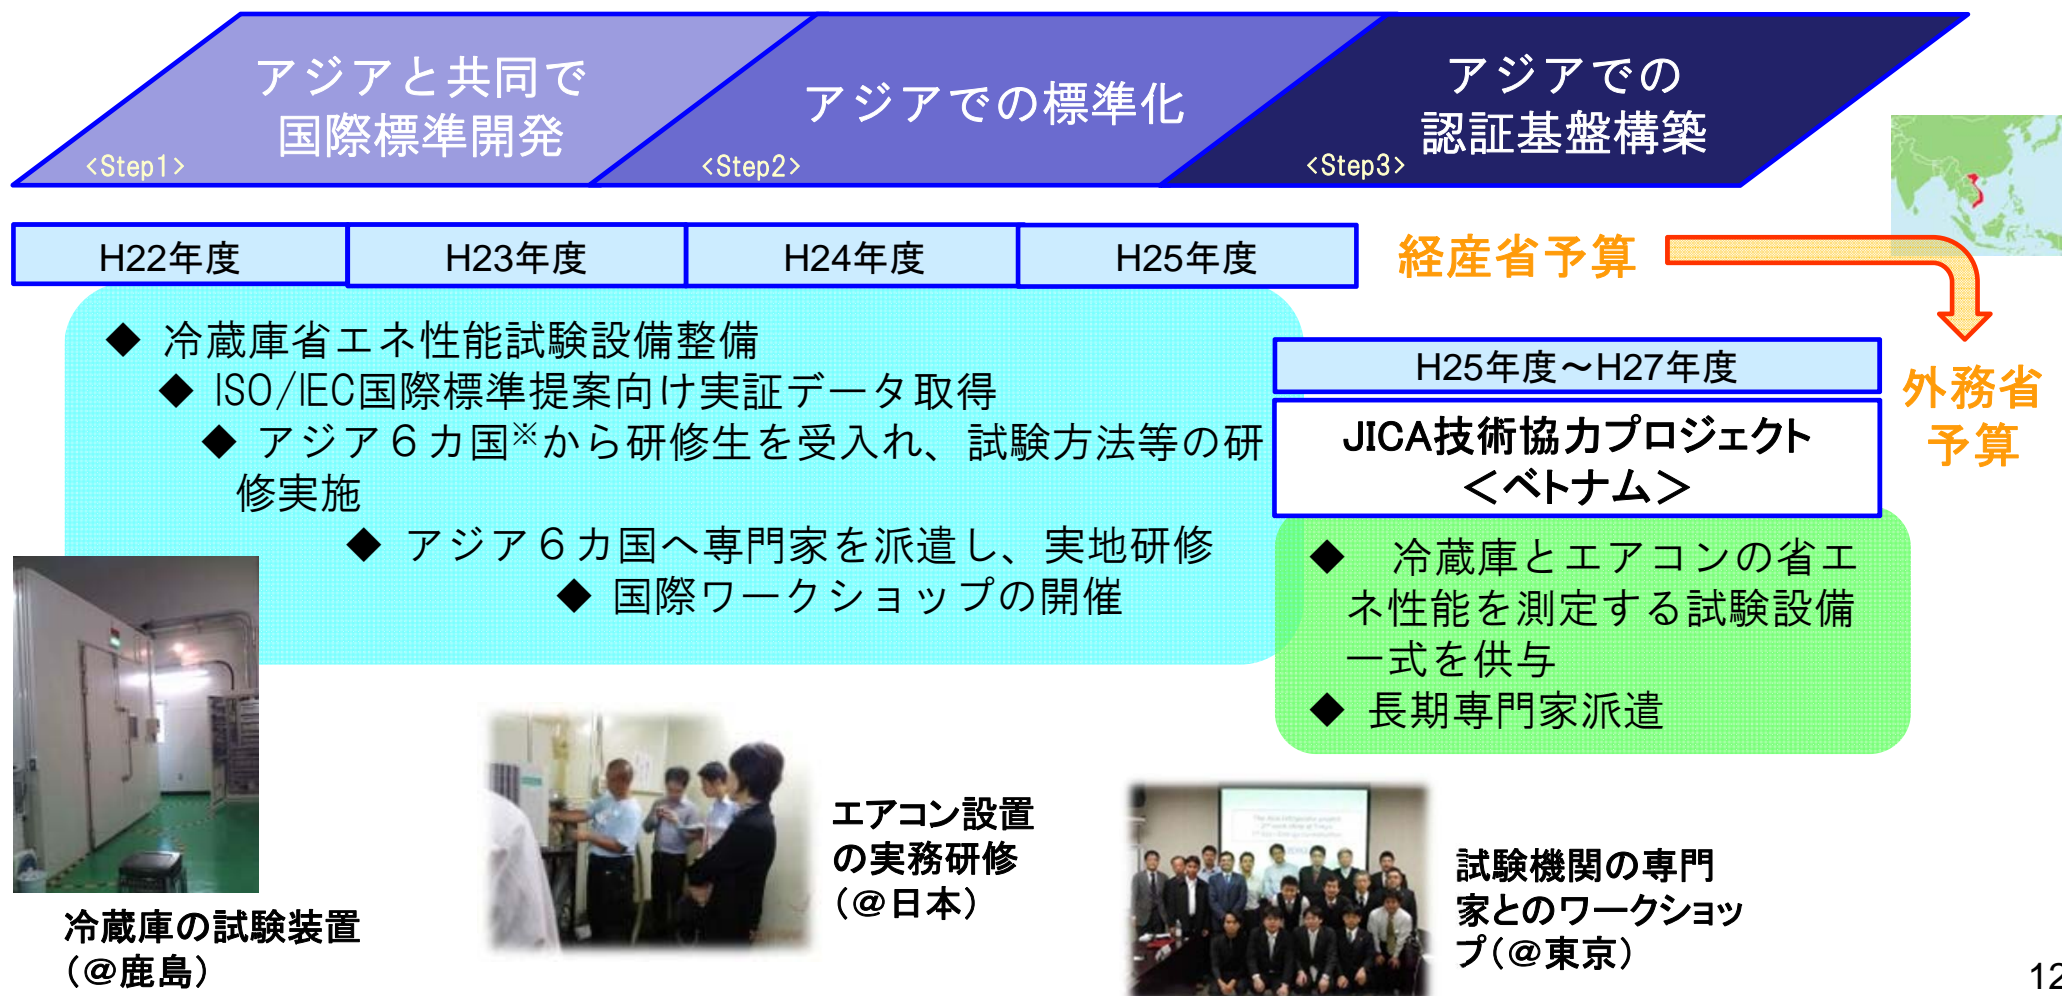 アジアと共同で
国際標準開発
<Step1>
アジアでの標準化
<Step2>
アジアでの
認証基盤構築
<Step3>
H22年度
H23年度
H24年度
H25年度
経産省予算
◆ 冷蔵庫省エネ性能試験設備整備
◆ ISO/IEC国際標準提案向け実証データ取得
◆ アジア６カ国※から研修生を受入れ、試験方法等の研
修実施
◆ アジア６カ国へ専門家を派遣し、実地研修
◆ 国際ワークショップの開催
H25年度～H27年度
JICA技術協力プロジェクト
＜ベトナム＞
外務省
予算
◆ 冷蔵庫とエアコンの省エ
ネ性能を測定する試験設備
一式を供与
◆ 長期専門家派遣
冷蔵庫の試験装置
（＠鹿島）
エアコン設置
の実務研修
（＠日本）
試験機関の専門
家とのワークショッ
プ（＠東京）
12